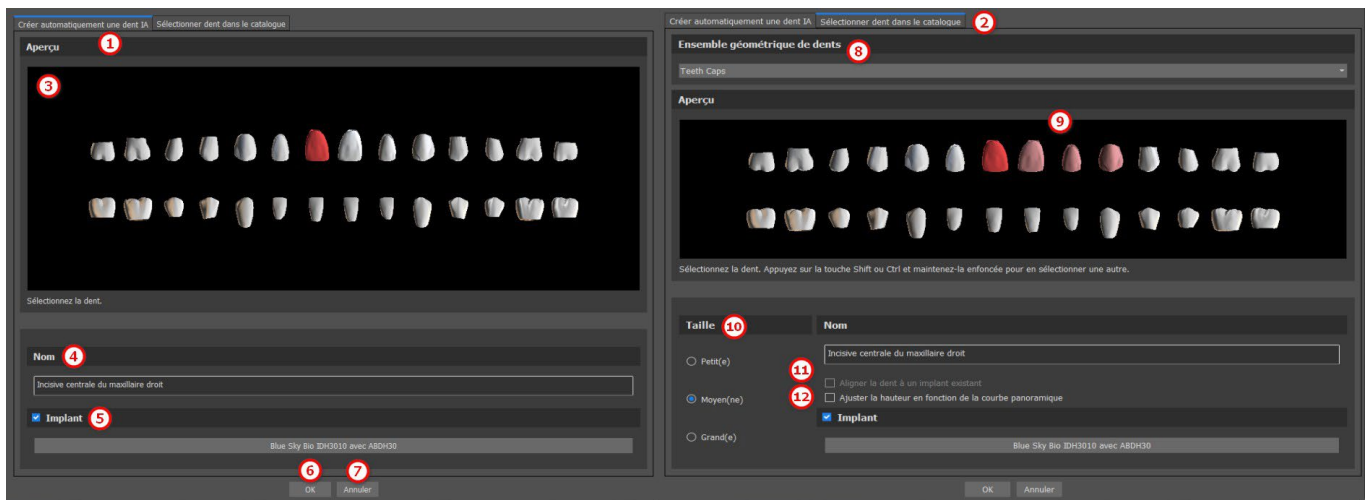 Créer automatiquement une dent IA
Sélectionner dent dans le catalogue
1
Aperçu
3
Sélectionnez la dent.
Nom
4
Incisive centrale du maxillaire droit
Implant
5
Blue Sky Bio IDH3010 avec ABDH30
6
7
OK
Annuler
Créer automatiquement une dent IA
Sélectionner dent dans le catalogue
2
Ensemble géométrique de dents
8
Teeth Caps
Aperçu
9
Sélectionnez la dent. Appuyez sur la touche Shift ou Ctrl et maintenez-la enfoncée pour en sélectionner une autre.
Taille
10
Petit(e)
Moyen(ne)
Grand(e)
Nom
Incisive centrale du maxillaire droit
11
Aligner la dent à un implant existant
12
Ajuster la hauteur en fonction de la courbe panoramique
Implant
Blue Sky Bio IDH3010 avec ABDH30
OK
Annuler